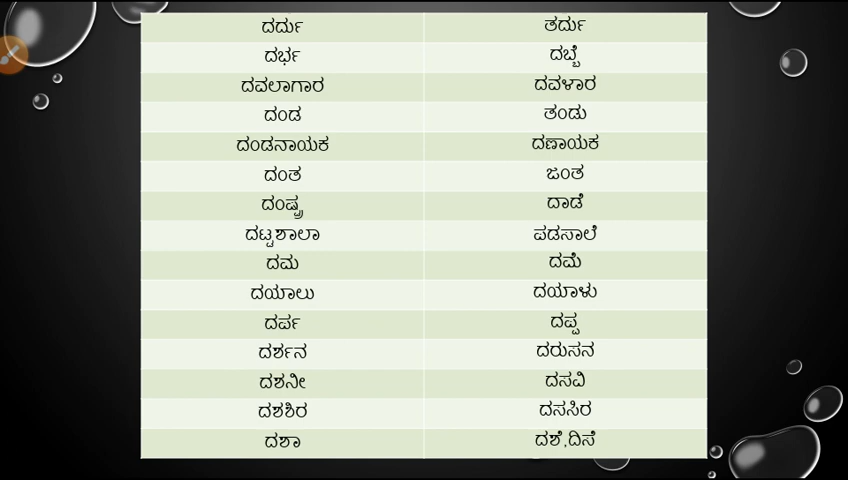 ದರ್ದು ತರ್ದು
ದರ್ಭ ದಬ್ಬೆ
ದವಲಾಗಾರ ದವಳಾರ
ದಂಡ ತಂಡು
ದಂಡನಾಯಕ ದಣಾಯಕ
ದಂತ ಜಂತ
ದಂಷ್ಟ್ರ ದಾಡೆ
ದಟ್ಟಶಾಲಾ ಪಡಸಾಲೆ
ದಮ ದಮೆ
ದಯಾಲು ದಯಾಳು
ದರ್ಪ ದಪ್ಪ
ದರ್ಶನ ದರುಸನ
ದಶನೀ ದಸವಿ
ದಶಶಿರ ದಸಸಿರ
ದಶಾ ದಶೆ,ದಿಸೆ